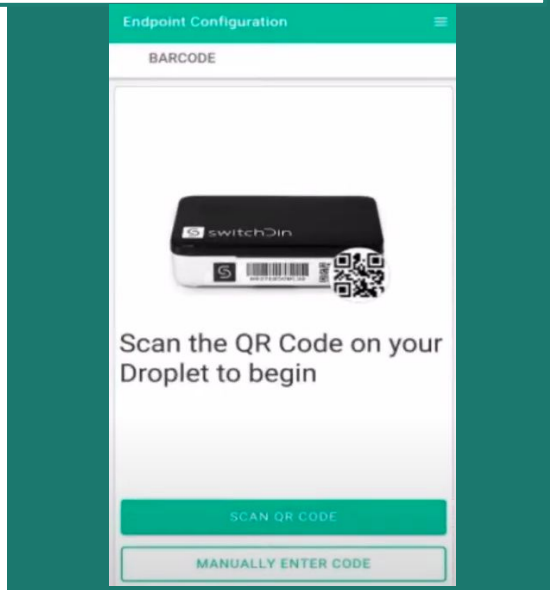 Endpoint Configuration
BARCODE
switchDin
Scan the QR Code on your
Droplet to begin
SCAN QR CODE
MANUALLY ENTER CODE